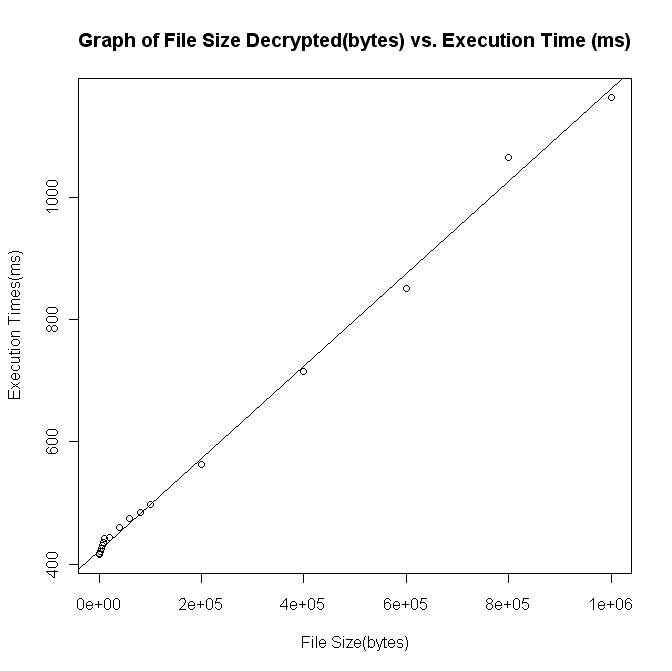 Graph of File Size Decrypted(bytes) vs. Execution Time (ms)
1000
800
600
400
Execution Times(ms)
0e+00 2e+05 4e+05 6e+05 8e+05 1e+06
File Size(bytes)